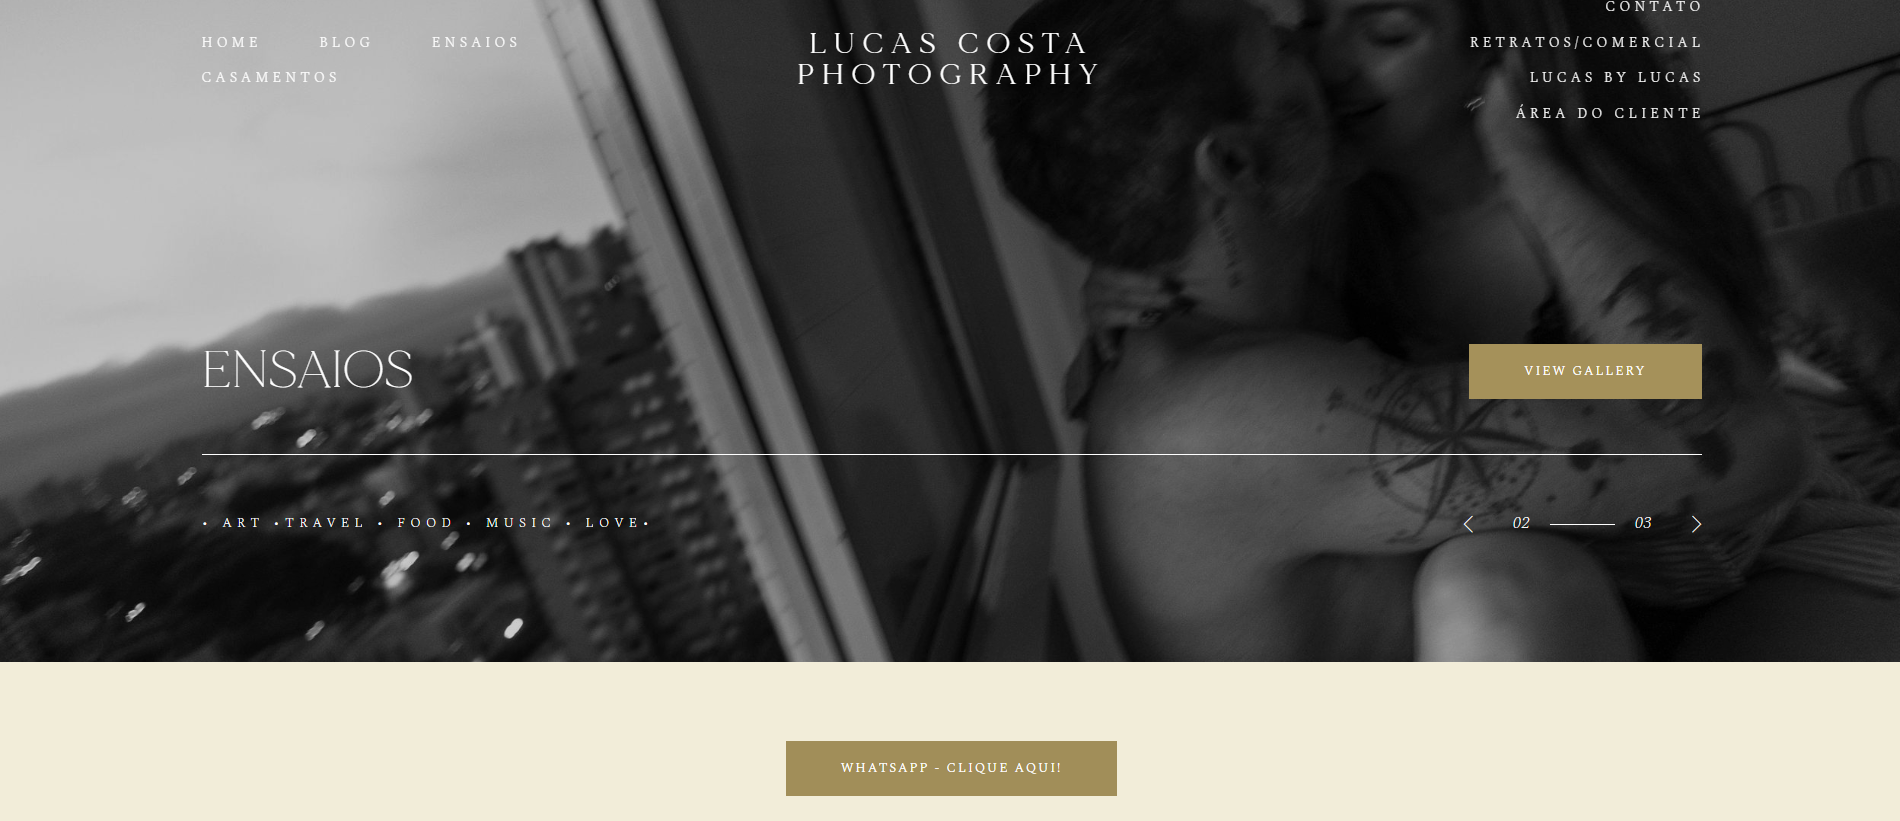 CONTATO
HOME BLOG ENSAIOS
CASAMENTOS
LUCAS COSTA
PHOTOGRAPHY
RETRATOS/COMERCIAL
LUCAS BY LUCAS
ÁREA DO CLIENTE
ENSAIOS
VIEW GALLERY
• ART •TRAVEL • FOOD • MUSIC • LOVE•
02 03
WHATSAPP - CLIQUE AQUI!